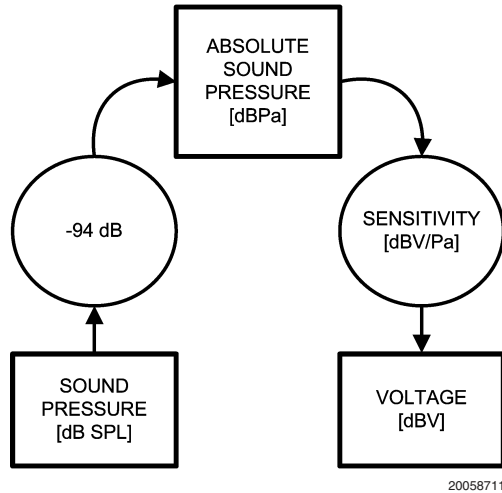 ABSOLUTE
SOUND
PRESSURE
[dBPa]
-94 dB
SENSITIVITY
[dBV/Pa]
SOUND
PRESSURE
[dB SPL]
VOLTAGE
[dBV]
20058711